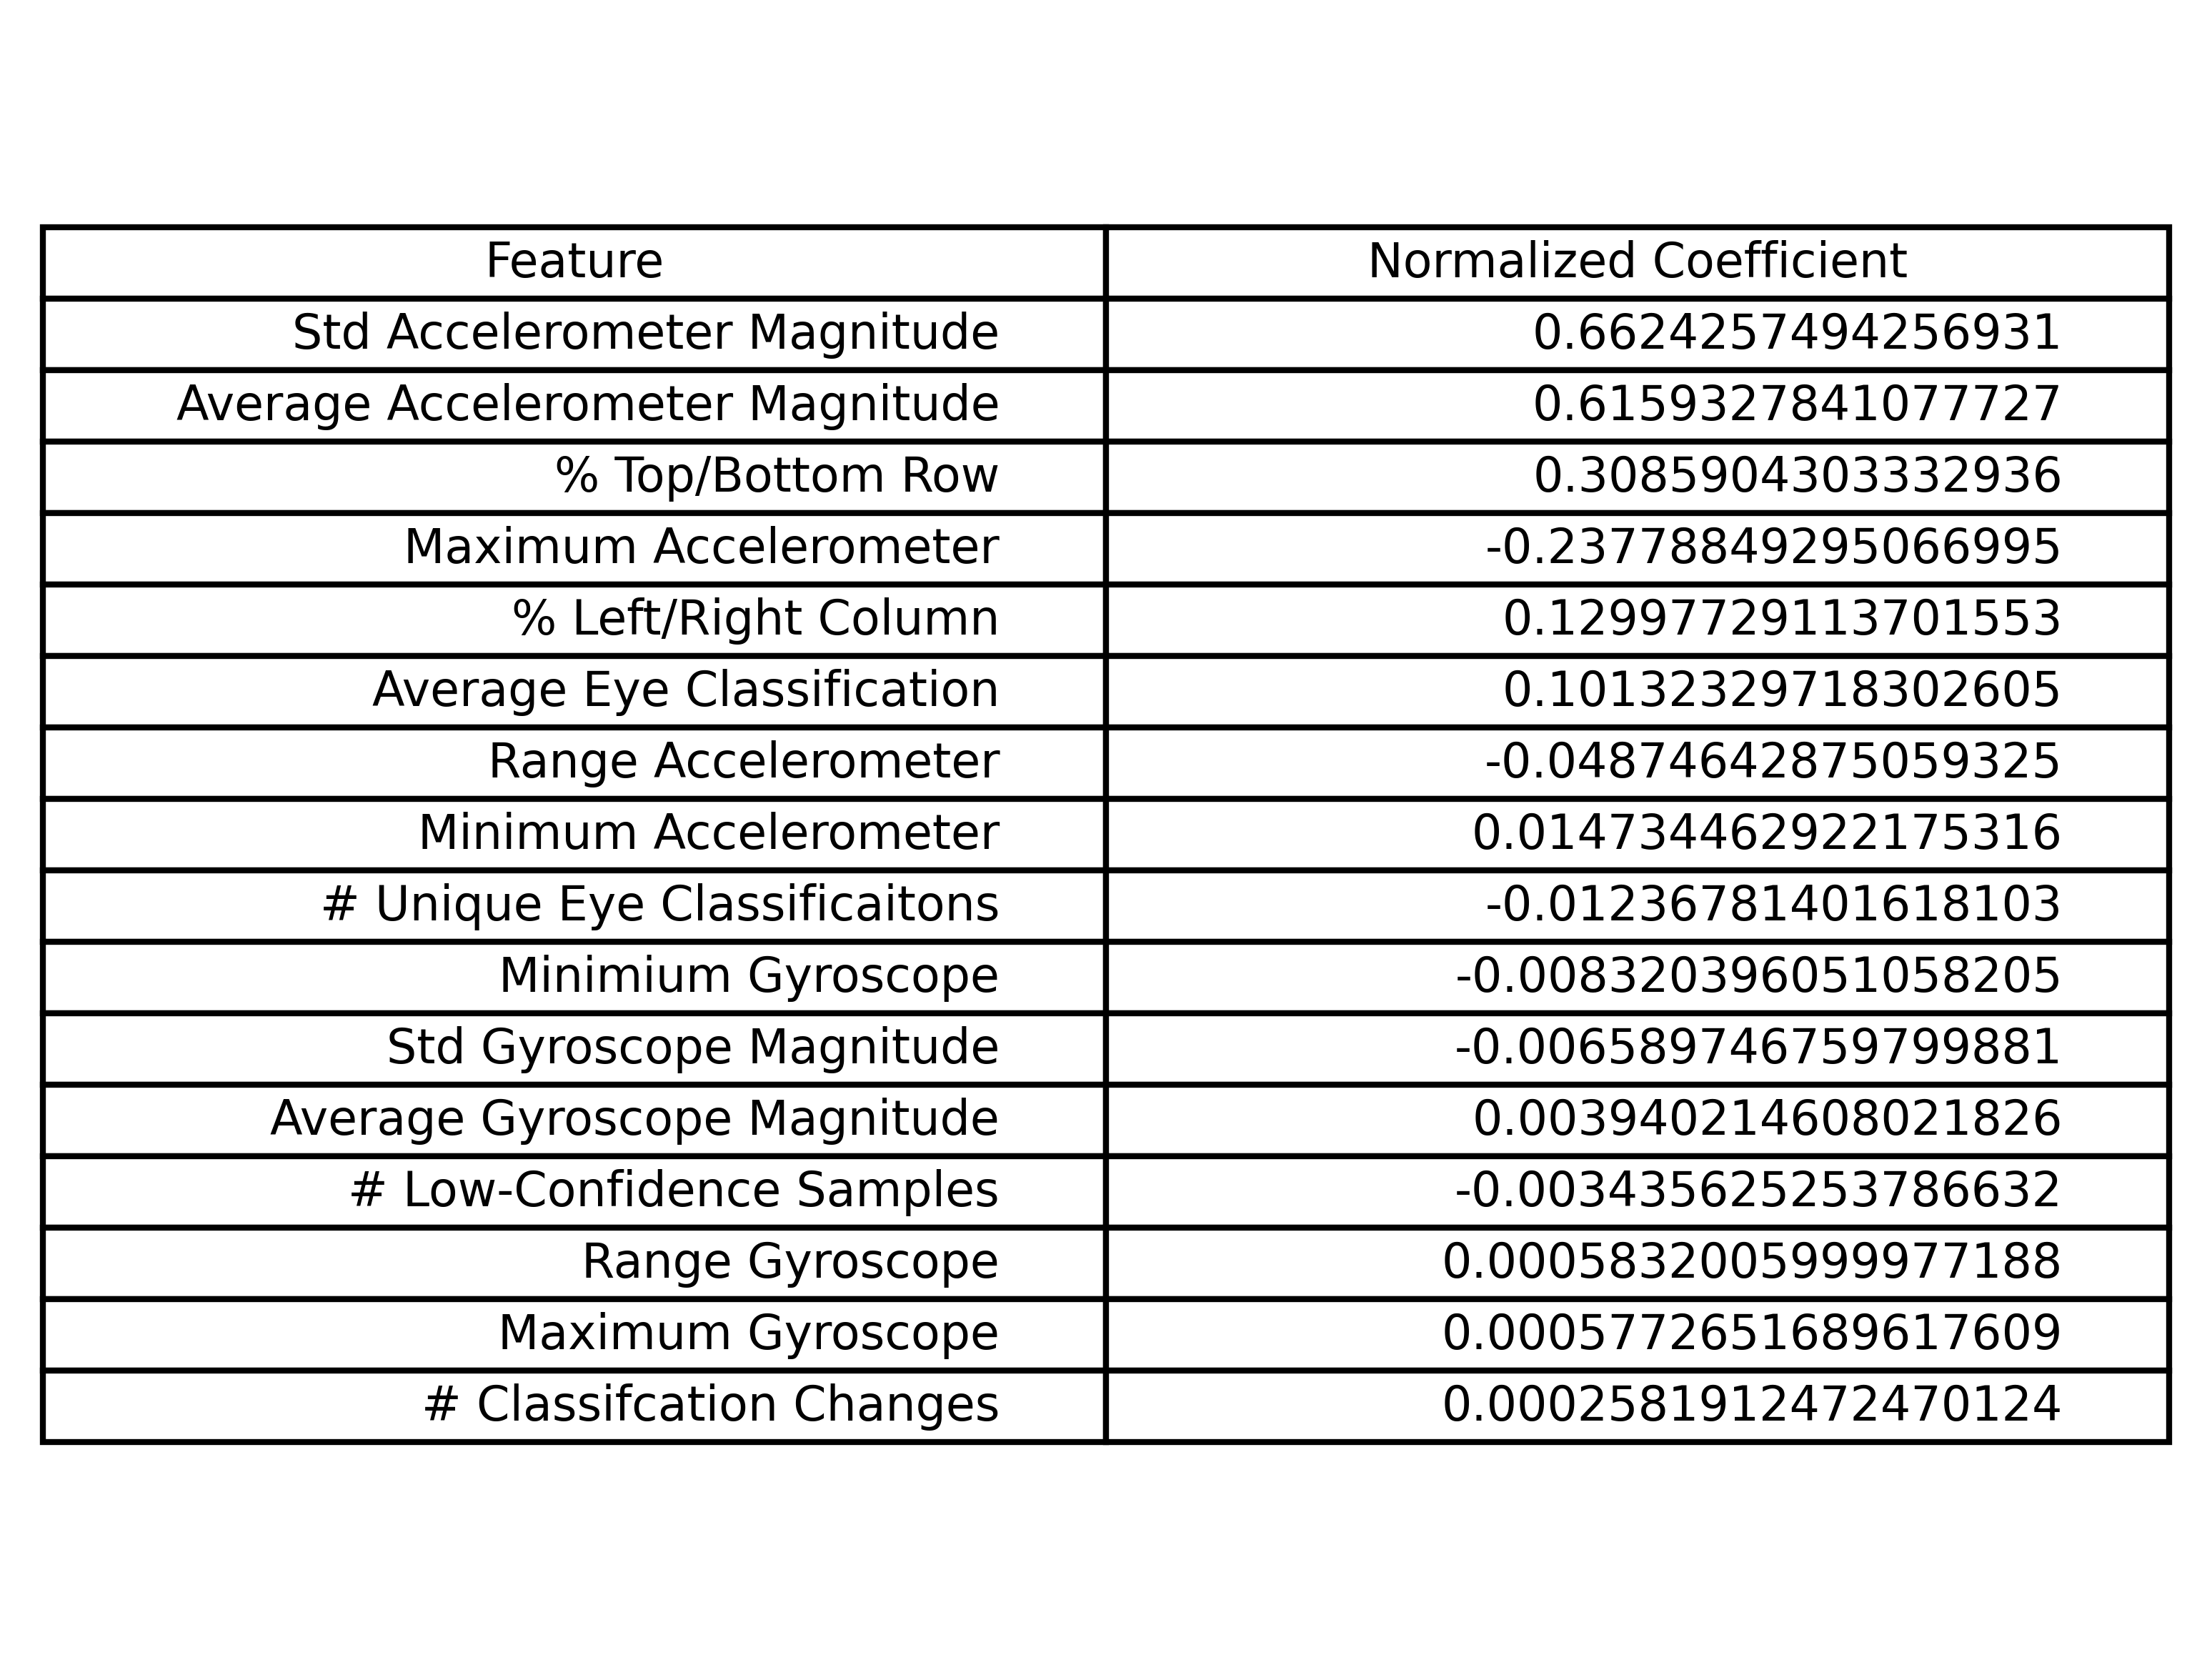 Feature Normalized Coefficient
Std Accelerometer Magnitude 0.6624257494256931
Average Accelerometer Magnitude 0.6159327841077727
% Top/Bottom Row 0.3085904303332936
Maximum Accelerometer -0.23778849295066995
% Left/Right Column 0.12997729113701553
Average Eye Classification 0.10132329718302605
Range Accelerometer -0.04874642875059325
Minimum Accelerometer 0.014734462922175316
# Unique Eye Classificaitons -0.01236781401618103
Minimium Gyroscope -0.008320396051058205
Std Gyroscope Magnitude -0.006589746759799881
Average Gyroscope Magnitude 0.00394021460802182​6
# Low-Confidence Samples -0.003435625253786632
Range Gyroscope 0.0005832005999977188
Maximum Gyroscope 0.0005772651689617609
# Classifcation Changes 0.0002581912472470124